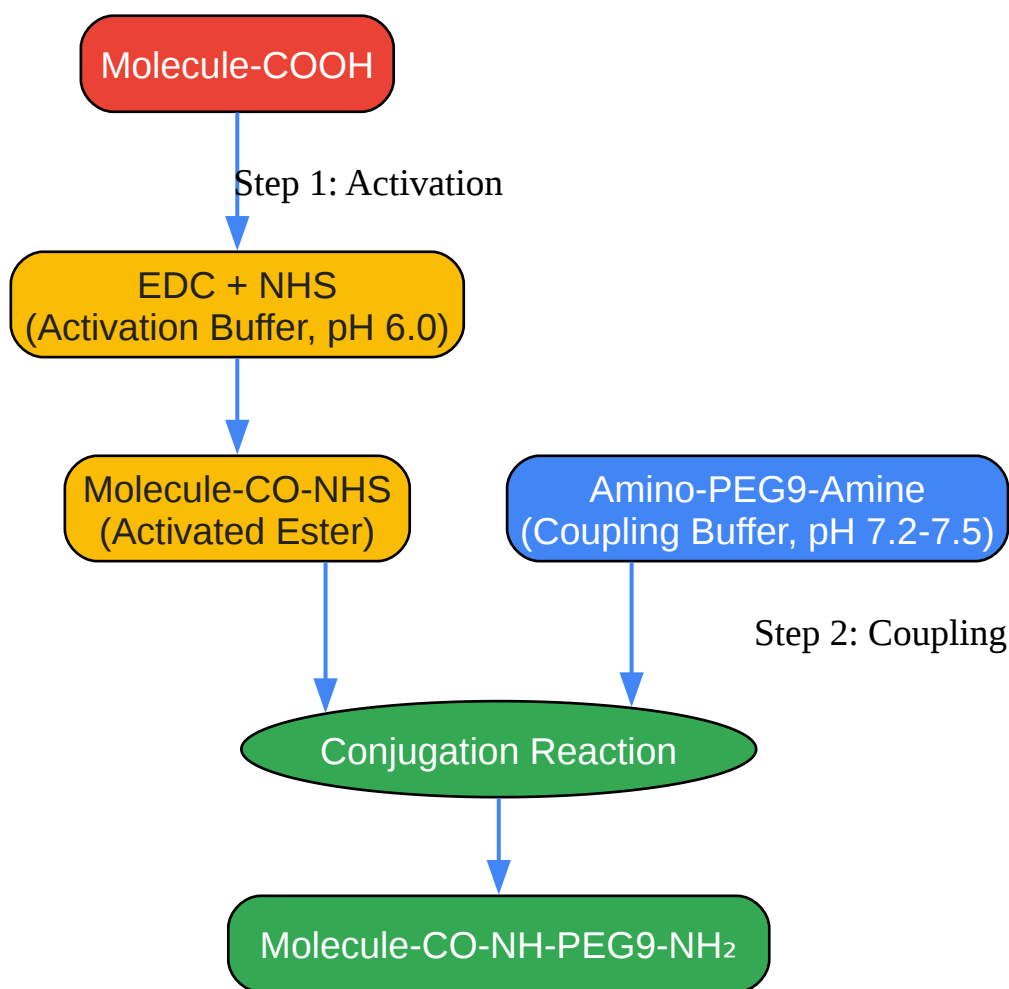 Molecule-COOH
Step 1: Activation
EDC + NHS
(Activation Buffer, pH 6.0)
Molecule-CO-NHS
(Activated Ester)
Amino-PEG9-Amine
(Coupling Buffer, pH 7.2-7.5)
Step 2: Coupling
Conjugation Reaction
Molecule-CO-NH-PEG9-NH₂